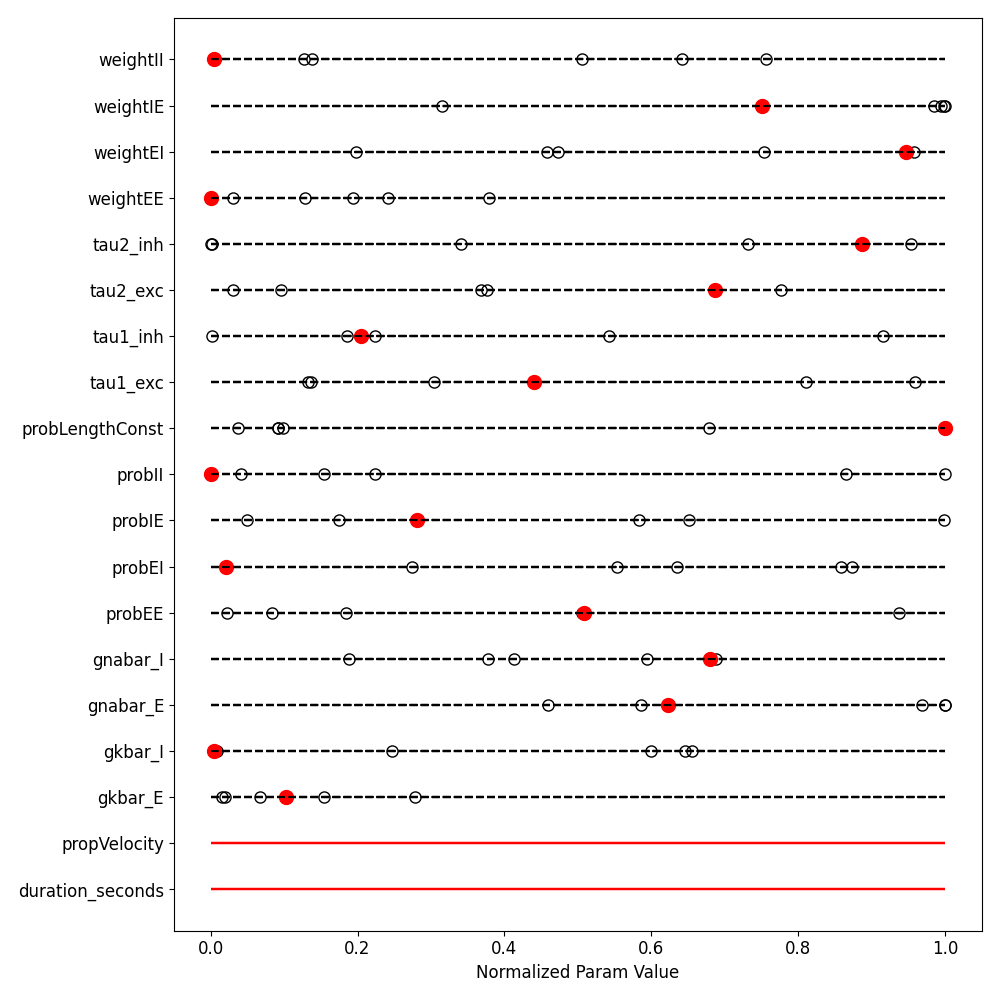 weightII
weightIE
weightEI
weightEE
tau2_inh
tau2_exc
tau1_inh
tau1_exc
probLengthConst
probII
probIE
probEI
probEE
gnabar_I
gnabar_E
gkbar_I
gkbar_E
propVelocity
duration_seconds
0.0 0.2 0.4 0.6 0.8 1.0
Normalized Param Value